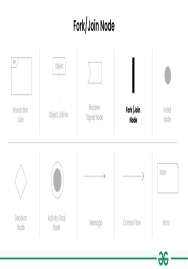 Fork/Join Node
ref
Object
Interaction
Use
Object Lifeline
Receive
Signal Node
Fork /Join
Node
Initial
Node
Note
Decision
Node
Activity Final
Node
Message
Control Flow
Note